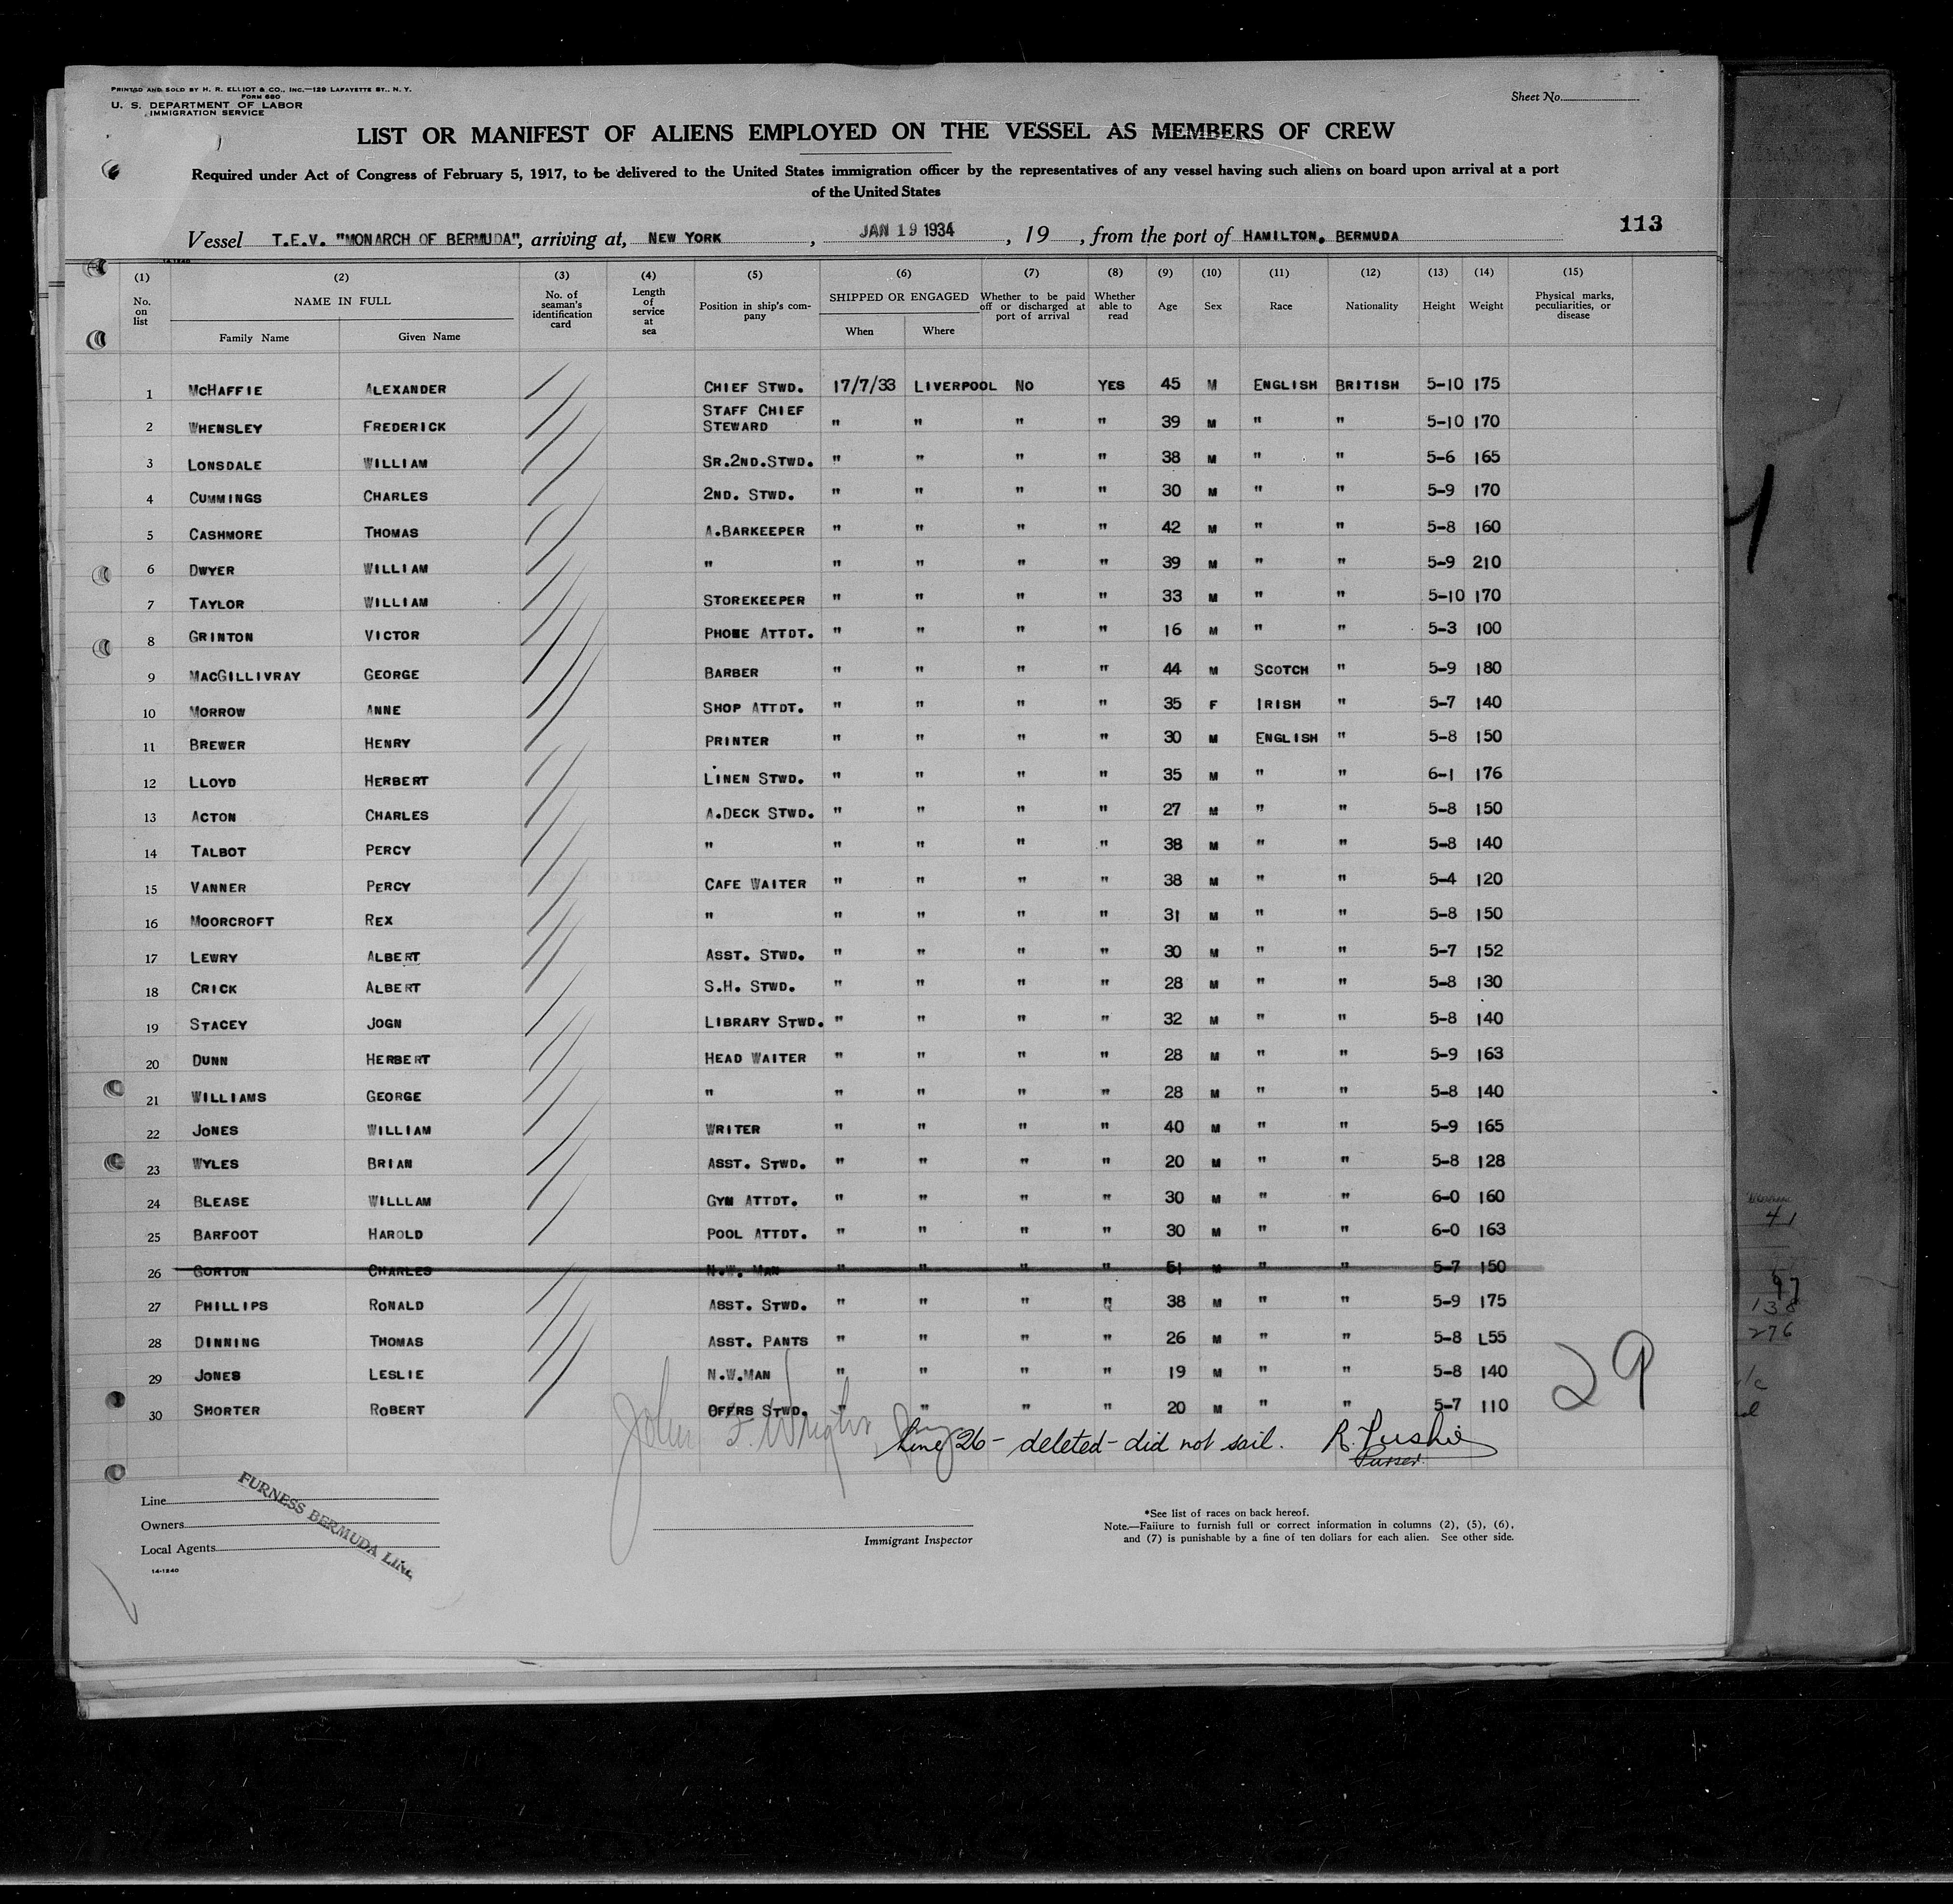 PRINTED AND SOLD BY H. R. ELLIOT & CO., INC.—129 LAFAYETTE ST., N. Y.
FORM 680
U. S. DEPARTMENT OF LABOR
IMMIGRATION SERVICE
Sheet No.
LIST OR MANIFEST OF ALIENS EMPLOYED ON THE VESSEL AS MEMBERS OF CREW
Required under Act of Congress of February 5, 1917, to be delivered to the United States immigration officer by the representatives of any vessel having such aliens on board upon arrival at a port
of the United States
113
Vessel T.E.V. "MONARCH OF BERMUDA", arriving at, NEW YORK, JAN 19 1934, 19, from the port of HAMILTON, BERMUDA
14-1240
(1) (2) (3) (4) (5) (6) (7) (8) (9) (10) (11) (12) (13) (14) (15)
No. on list NAME IN FULL Family Name Given Name No. of seaman's identification card Length of service at sea Position in ship's company SHIPPED OR ENGAGED When Where Whether to be paid off or discharged at port of arrival Whether able to read Age Sex Race Nationality Height Weight Physical marks, peculiarities, or disease
1 McHAFFIE ALEXANDER CHIEF STWD. 17/7/33 LIVERPOOL NO YES 45 M ENGLISH BRITISH 5-10 175
2 WHENSLEY FREDERICK STAFF CHIEF STEWARD " " " " 39 M " " 5-10 170
3 LONSDALE WILLIAM SR.2ND.STWD. " " " " 38 M " " 5-6 165
4 CUMMINGS CHARLES 2ND. STWD. " " " " 30 M " " 5-9 170
5 CASHMORE THOMAS A.BARKEEPER " " " " 42 M " " 5-8 160
6 DWYER WILLIAM " " " " " 39 M " " 5-9 210
7 TAYLOR WILLIAM STOREKEEPER " " " " 33 M " " 5-10 170
8 GRINTON VICTOR PHONE ATTDT. " " " " 16 M " " 5-3 100
9 MACGILLIVRAY GEORGE BARBER " " " " 44 M SCOTCH " 5-9 180
10 MORROW ANNE SHOP ATTDT. " " " " 35 F IRISH " 5-7 140
11 BREWER HENRY PRINTER " " " " 30 M ENGLISH " 5-8 150
12 LLOYD HERBERT LINEN STWD. " " " " 35 M " " 6-1 176
13 ACTON CHARLES A.DECK STWD. " " " " 27 M " " 5-8 150
14 TALBOT PERCY " " " " " 38 M " " 5-8 140
15 VANNER PERCY CAFE WAITER " " " " 38 M " " 5-4 120
16 MOORCROFT REX " " " " " 31 M " " 5-8 150
17 LEWRY ALBERT ASST. STWD. " " " " 30 M " " 5-7 152
18 CRICK ALBERT S.H. STWD. " " " " 28 M " " 5-8 130
19 STACEY JOGN LIBRARY STWD. " " " " 32 M " " 5-8 140
20 DUNN HERBERT HEAD WAITER " " " " 28 M " " 5-9 163
21 WILLIAMS GEORGE " " " " " 28 M " " 5-8 140
22 JONES WILLIAM WRITER " " " " 40 M " " 5-9 165
23 WYLES BRIAN ASST. STWD. " " " " 20 M " " 5-8 128
24 BLEASE WILLLAM GYM ATTDT. " " " " 30 M " " 6-0 160
25 BARFOOT HAROLD POOL ATTDT. " " " " 30 M " " 6-0 163
26 GORTON CHARLES N.W. MAN " " " " 51 M " " 5-7 150
27 PHILLIPS RONALD ASST. STWD. " " " " 38 M " " 5-9 175
28 DINNING THOMAS ASST. PANTS " " " " 26 M " " 5-8 L55
29 JONES LESLIE N.W.MAN " " " " 19 M " " 5-8 140
30 SHORTER ROBERT OFFRS STWD. " " " " 20 M " " 5-7 110
29
John F. Wright
Line 26 - deleted - did not sail. R. Pushie
Purser.
Line
Owners
Local Agents
FURNESS BERMUDA LINE
14-1240
Immigrant Inspector
*See list of races on back hereof.
Note.—Failure to furnish full or correct information in columns (2), (5), (6),
and (7) is punishable by a fine of ten dollars for each alien. See other side.
41
97
138
276